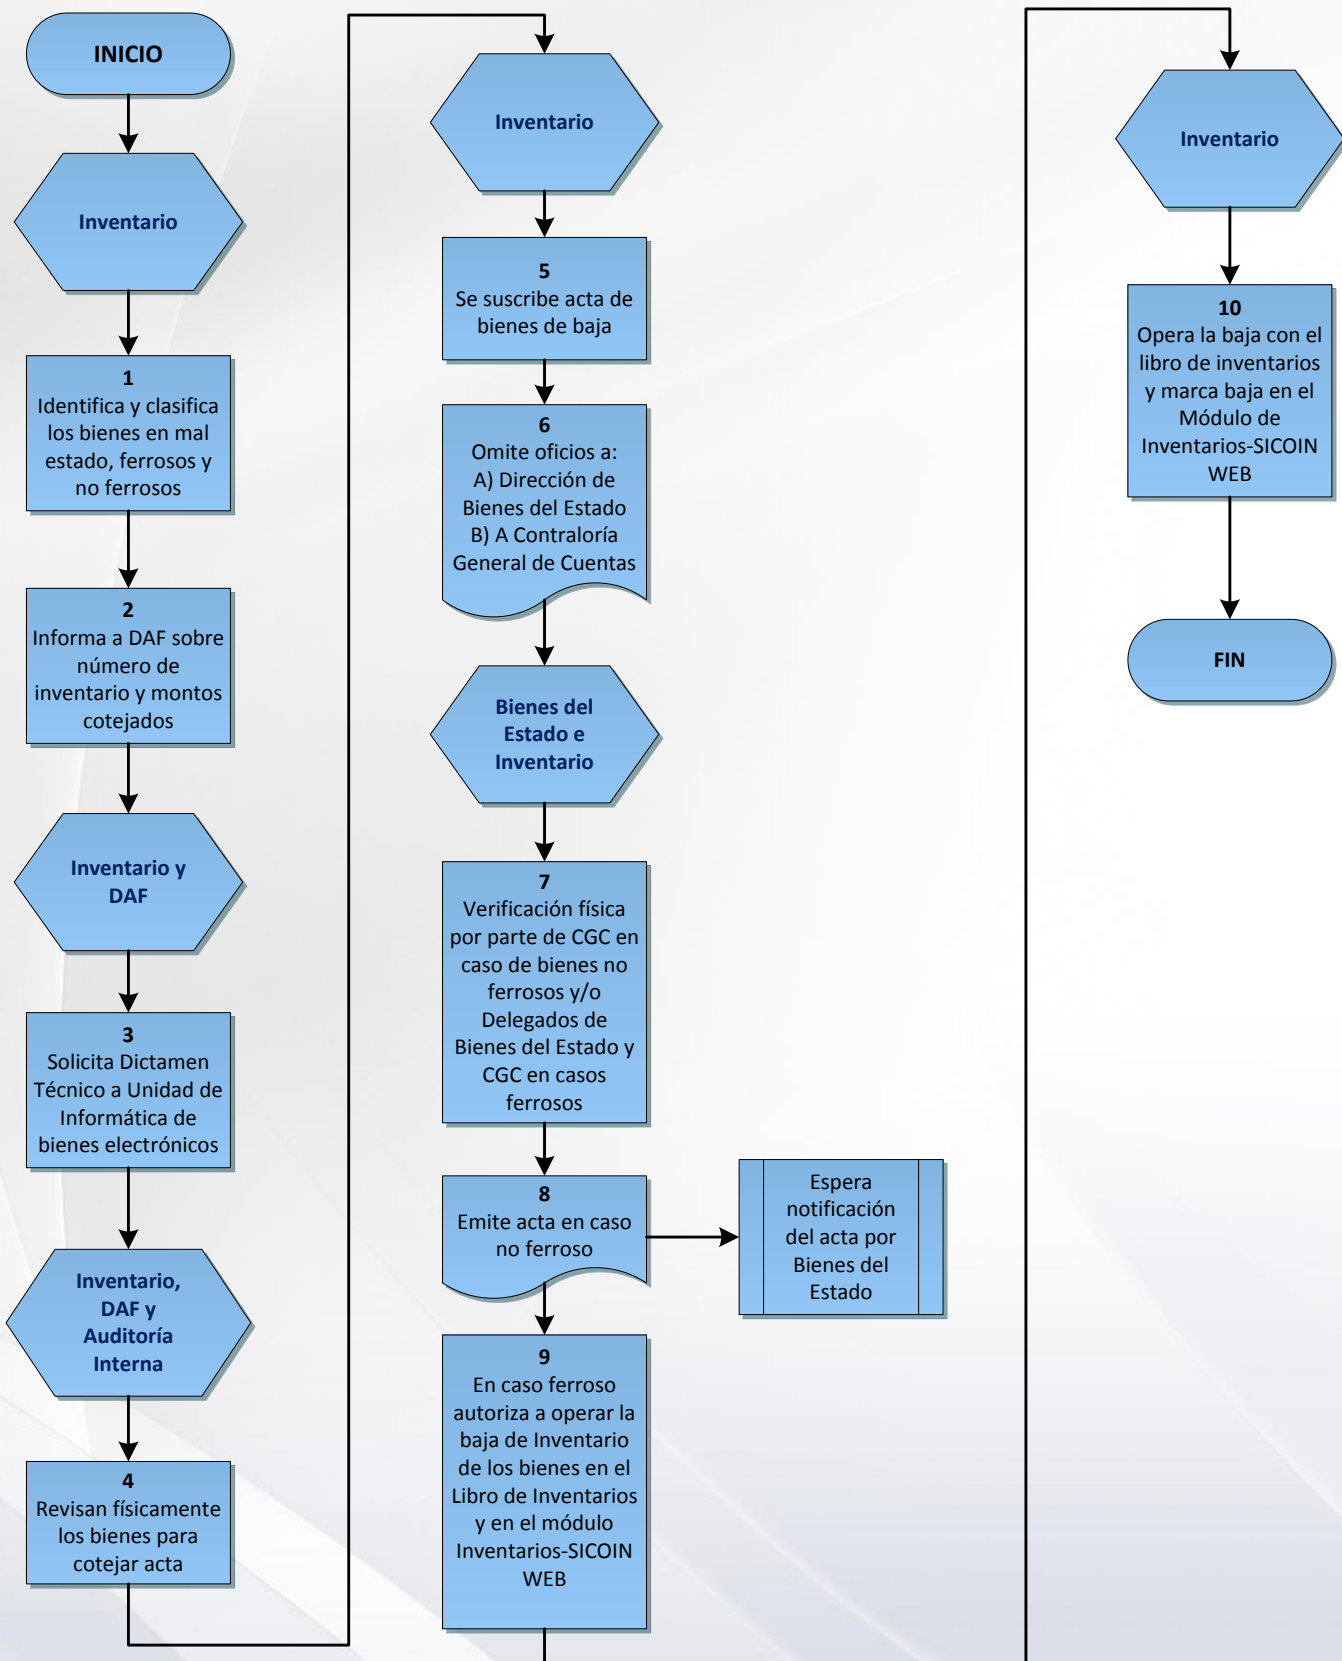 INICIO
Inventario
1
Identifica y clasifica
los bienes en mal
estado, ferrosos y
no ferrosos
2
Informa a DAF sobre
número de
inventario y montos
cotejados
Inventario y
DAF
3
Solicita Dictamen
Técnico a Unidad de
Informática de
bienes electrónicos
Inventario,
DAF y
Auditoría
Interna
4
Revisan físicamente
los bienes para
cotejar acta
Inventario
5
Se suscribe acta de
bienes de baja
6
Omite oficios a:
A) Dirección de
Bienes del Estado
B) A Contraloría
General de Cuentas
Bienes del
Estado e
Inventario
7
Verificación física
por parte de CGC en
caso de bienes no
ferrosos y/o
Delegados de
Bienes del Estado y
CGC en casos
ferrosos
8
Emite acta en caso
no ferroso
Espera
notificación
del acta por
Bienes del
Estado
9
En caso ferroso
autoriza a operar la
baja de Inventario
de los bienes en el
Libro de Inventarios
y en el módulo
Inventarios-SICOIN
WEB
Inventario
10
Opera la baja con el
libro de inventarios
y marca baja en el
Módulo de
Inventarios-SICOIN
WEB
FIN